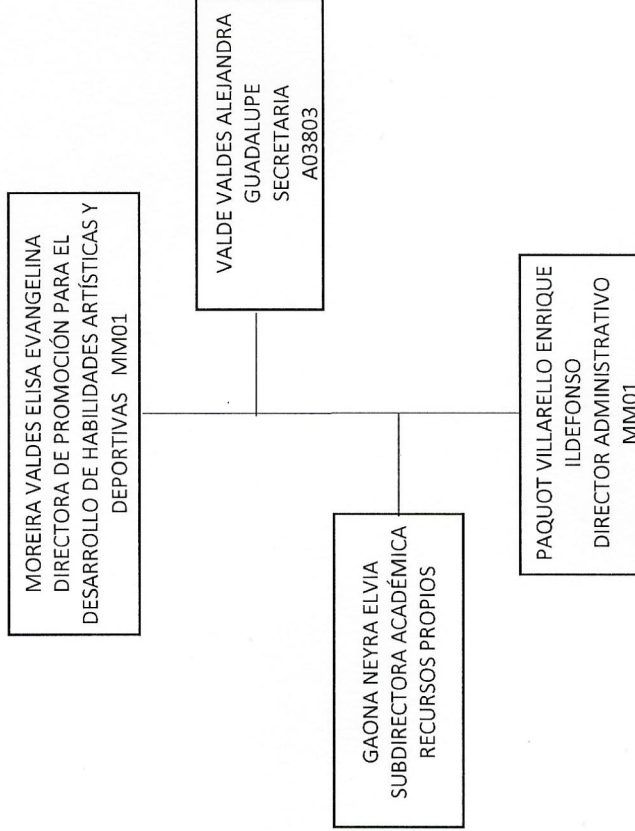 MOREIRA VALDES ELISA EVANGELINA
DIRECTORA DE PROMOCIÓN PARA EL
DESARROLLO DE HABILIDADES ARTÍSTICAS Y
DEPORTIVAS MM01
VALDE VALDES ALEJANDRA
GUADALUPE
SECRETARIA
A03803
GAONA NEYRA ELVIA
SUBDIRECTORA ACADÉMICA
RECURSOS PROPIOS
PAQUOT VILLARELLO ENRIQUE
ILDEFONSO
DIRECTOR ADMINISTRATIVO
MM01